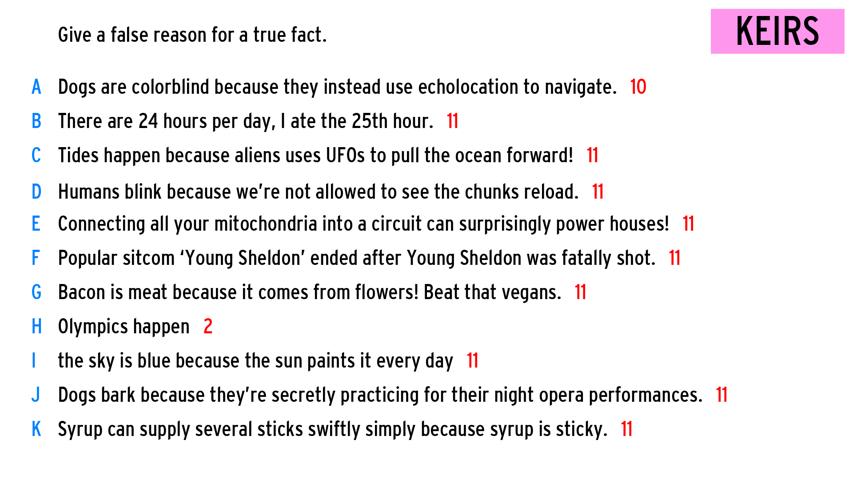 Give a false reason for a true fact.
KEIRS
A Dogs are colorblind because they instead use echolocation to navigate. 10
B There are 24 hours per day, I ate the 25th hour. 11
C Tides happen because aliens uses UFOs to pull the ocean forward! 11
D Humans blink because we're not allowed to see the chunks reload. 11
E Connecting all your mitochondria into a circuit can surprisingly power houses! 11
F Popular sitcom 'Young Sheldon' ended after Young Sheldon was fatally shot. 11
G Bacon is meat because it comes from flowers! Beat that vegans. 11
H Olympics happen 2
I the sky is blue because the sun paints it every day 11
J Dogs bark because they're secretly practicing for their night opera performances. 11
K Syrup can supply several sticks swiftly simply because syrup is sticky. 11